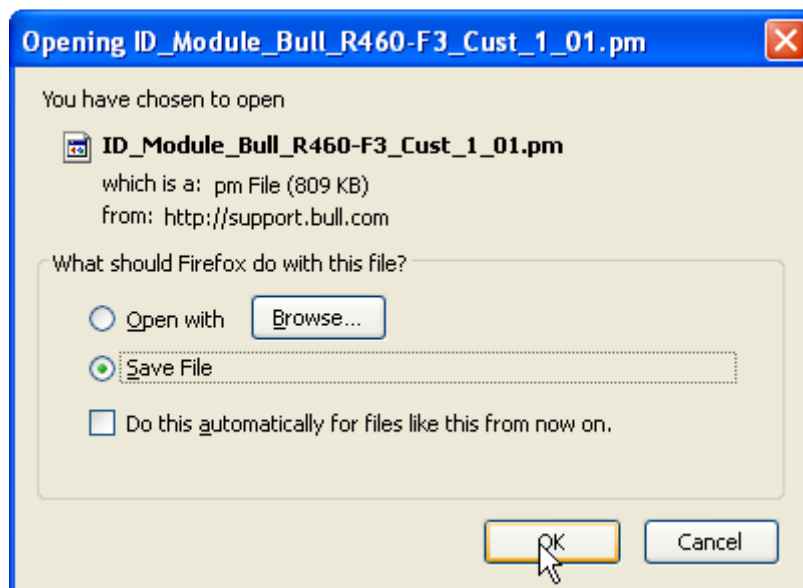 Opening ID_Module_Bull_R460-F3_Cust_1_01.pm
You have chosen to open
ID_Module_Bull_R460-F3_Cust_1_01.pm
which is a: pm File (809 KB)
from: http://support.bull.com
What should Firefox do with this file?
Open with Browse...
Save File
Do this automatically for files like this from now on.
OK Cancel